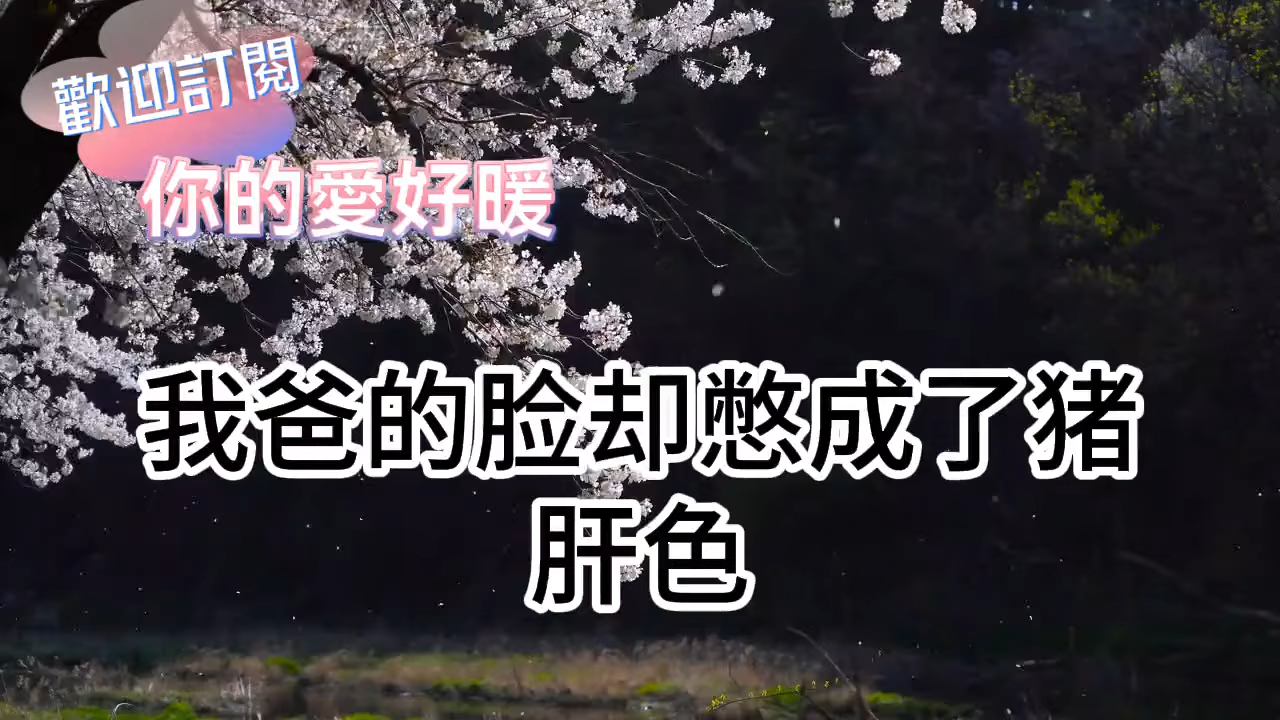 歡迎訂閱
你的愛好暖
我爸的脸却憋成了猪
肝色